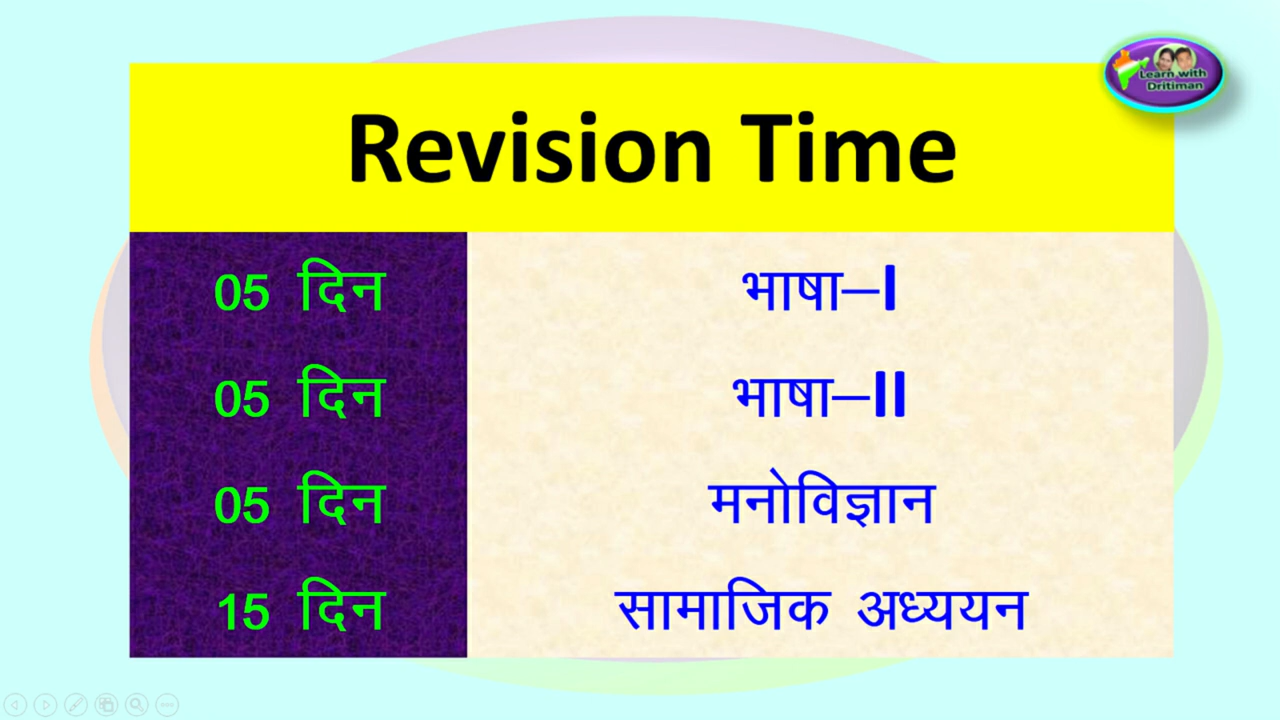 Learn with
Dritiman
Revision Time
05 दिन भाषा–I
05 दिन भाषा–II
05 दिन मनोविज्ञान
15 दिन सामाजिक अध्ययन